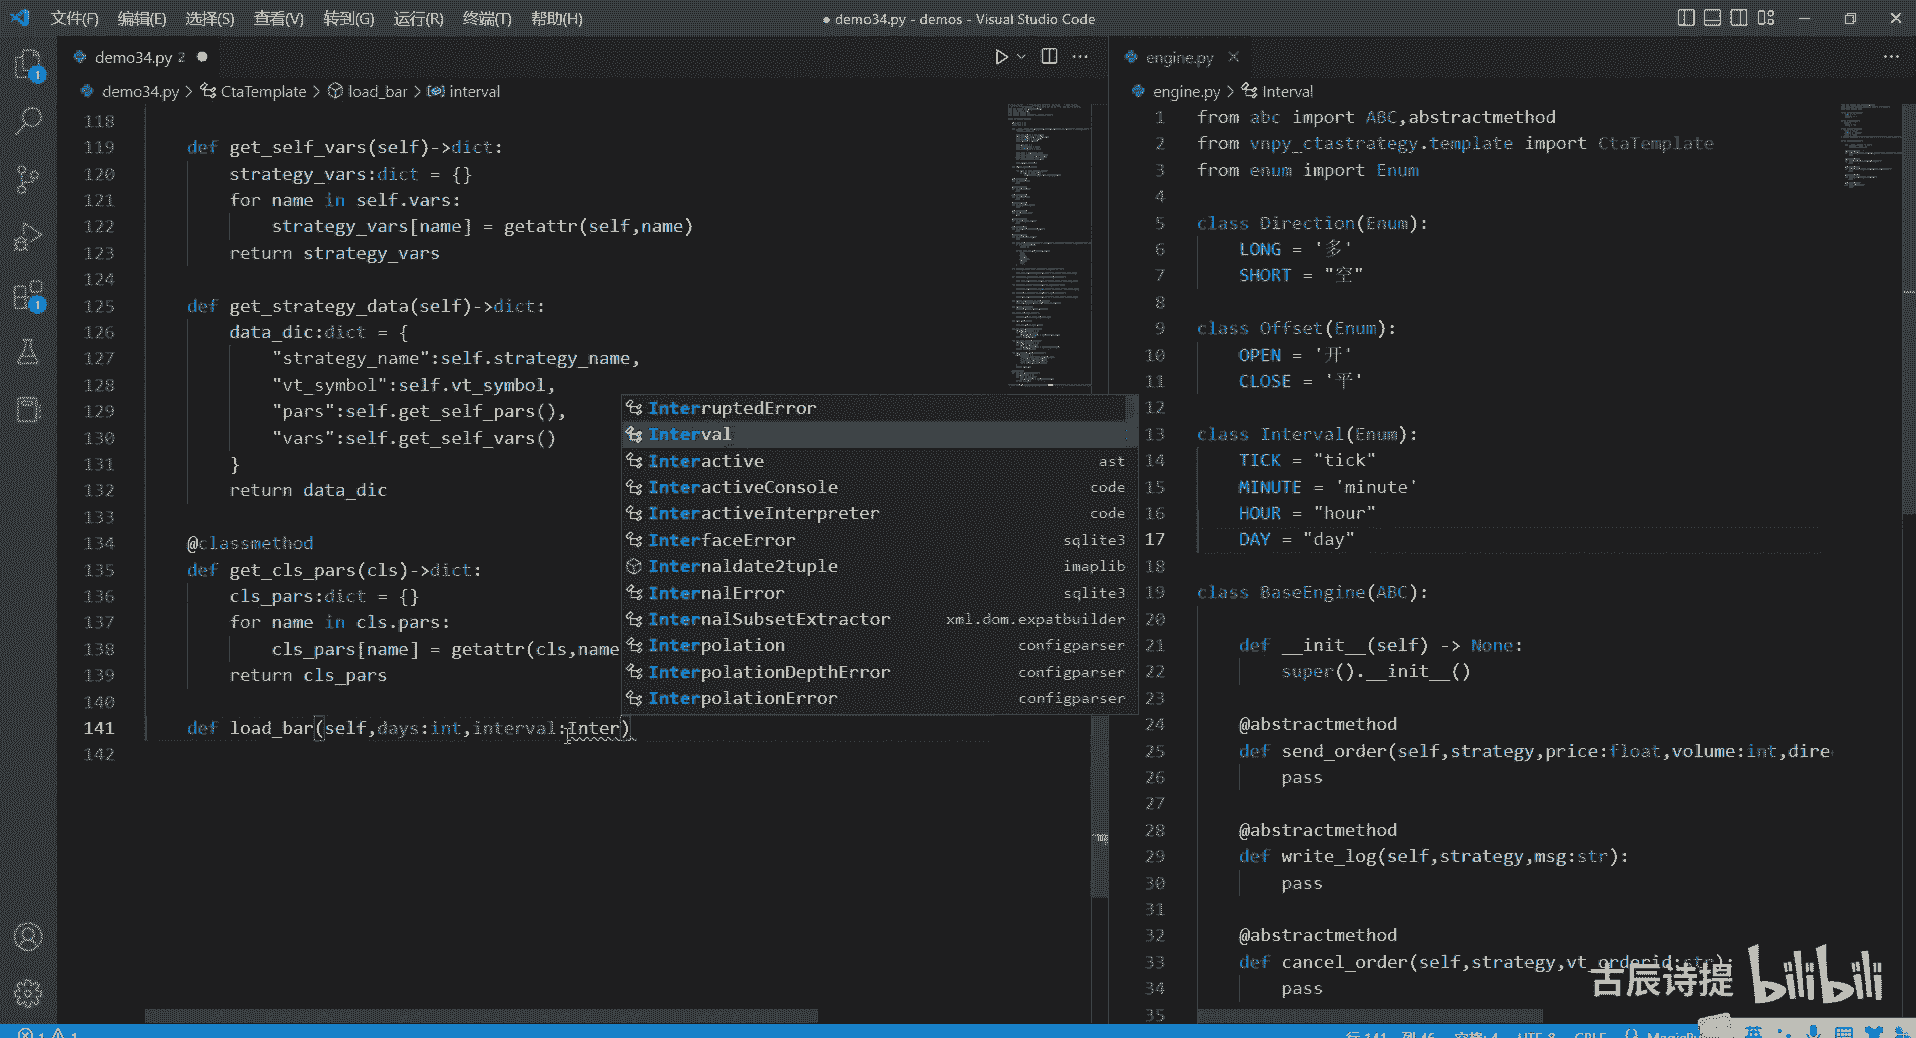 文件(F) 编辑(E) 选择(S) 查看(V) 转到(G) 运行(R) 终端(T) 帮助(H)
● demo34.py - demos - Visual Studio Code
demo34.py 2 ●
demo34.py > CtaTemplate > load_bar > interval
118
119 def get_self_vars(self)->dict:
120 strategy_vars:dict = {}
121 for name in self.vars:
122 strategy_vars[name] = getattr(self,name)
123 return strategy_vars
124
125 def get_strategy_data(self)->dict:
126 data_dic:dict = {
127 "strategy_name":self.strategy_name,
128 "vt_symbol":self.vt_symbol,
129 "pars":self.get_self_pars(),
130 "vars":self.get_self_vars()
131 }
132 return data_dic
133
134 @classmethod
135 def get_cls_pars(cls)->dict:
136 cls_pars:dict = {}
137 for name in cls.pars:
138 cls_pars[name] = getattr(cls,name
139 return cls_pars
140
141 def load_bar(self,days:int,interval:Inter)
142
InterruptedError
Interval
Interactive ast
InteractiveConsole code
InteractiveInterpreter code
InterfaceError sqlite3
Internaldate2tuple imaplib
InternalError sqlite3
InternalSubsetExtractor xml.dom.expatbuilder
Interpolation configparser
InterpolationDepthError configparser
InterpolationError configparser
engine.py
engine.py > Interval
1 from abc import ABC,abstractmethod
2 from vnpy_ctastrategy.template import CtaTemplate
3 from enum import Enum
4
5 class Direction(Enum):
6 LONG = '多'
7 SHORT = "空"
8
9 class Offset(Enum):
10 OPEN = '开'
11 CLOSE = '平'
12
13 class Interval(Enum):
14 TICK = "tick"
15 MINUTE = 'minute'
16 HOUR = "hour"
17 DAY = "day"
18
19 class BaseEngine(ABC):
20
21 def __init__(self) -> None:
22 super().__init__()
23
24 @abstractmethod
25 def send_order(self,strategy,price:float,volume:int,dire
26 pass
27
28 @abstractmethod
29 def write_log(self,strategy,msg:str):
30 pass
31
32 @abstractmethod
33 def cancel_order(self,strategy,vt_orderid:str):
34 pass
35
古辰诗提 bilibili
1
1
行 141, 列 46 空格: 4 UTF-8 CRLF
英